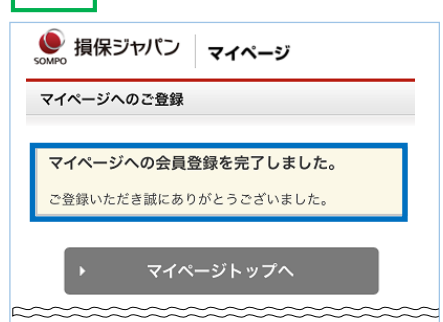 SOMPO 損保ジャパン マイページ
マイページへのご登録
マイページへの会員登録を完了しました。
ご登録いただき誠にありがとうございました。
マイページトップへ